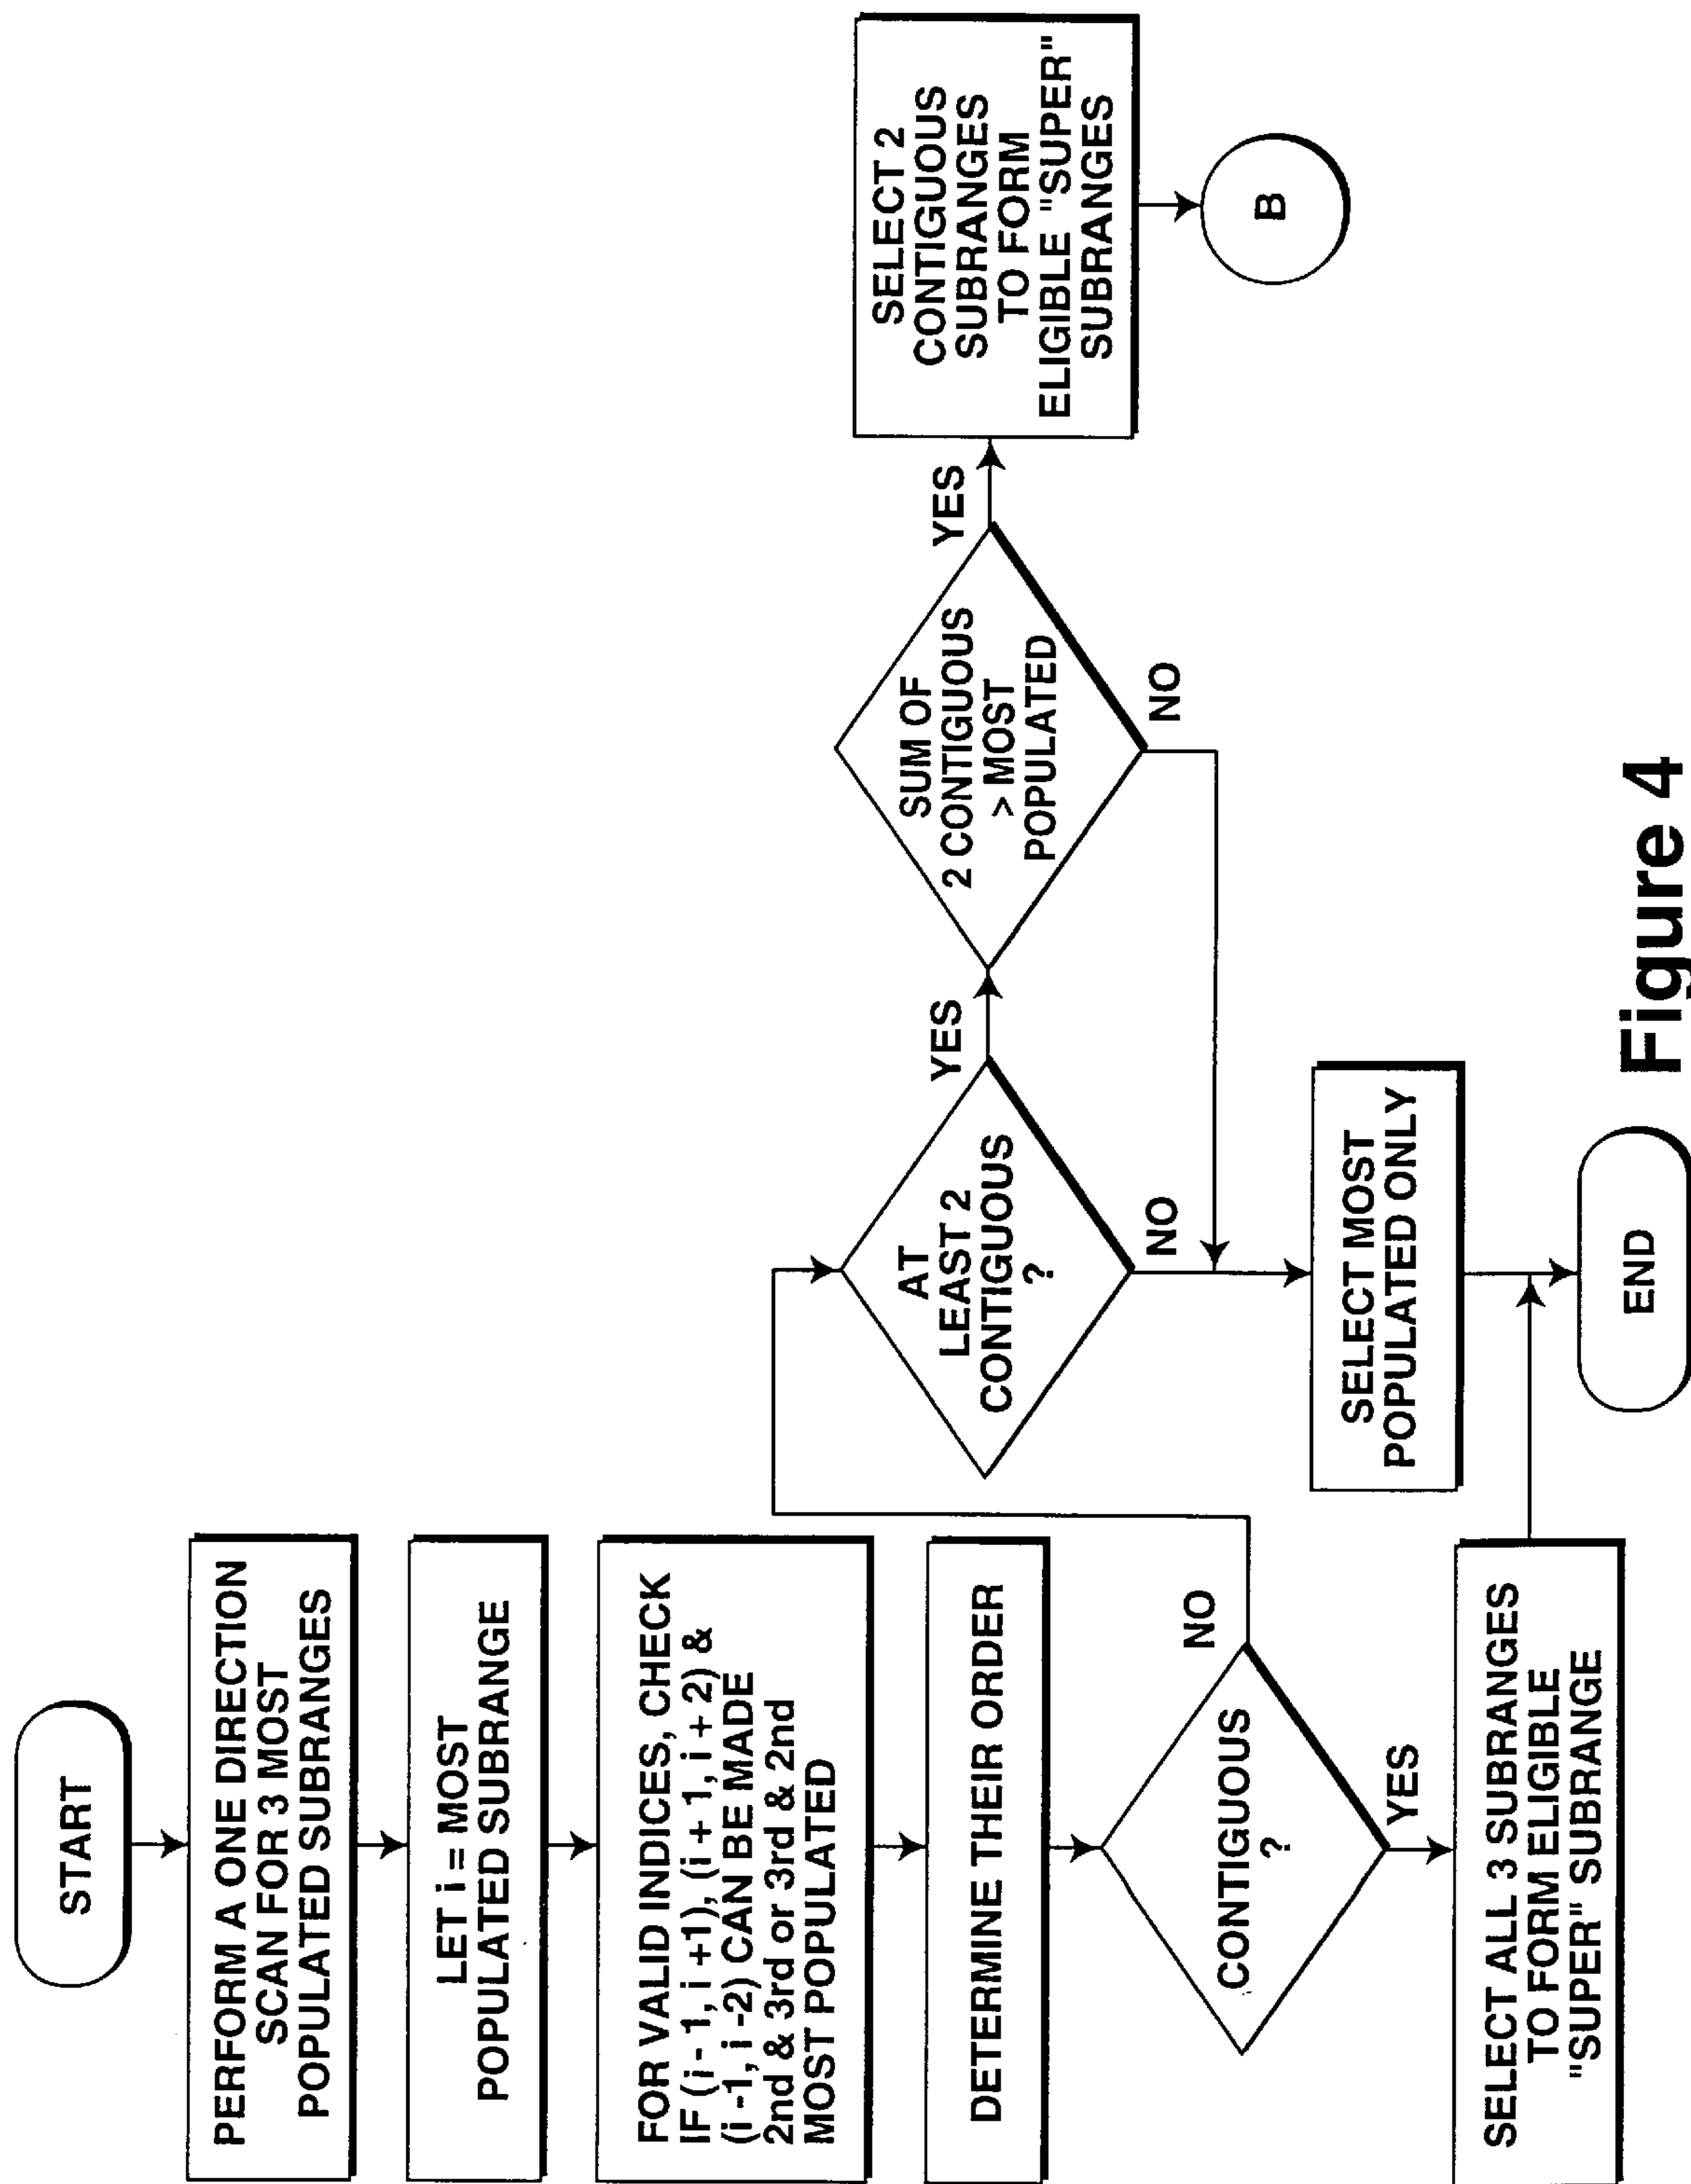 START
PERFORM A ONE DIRECTION
SCAN FOR 3 MOST
POPULATED SUBRANGES
LET i = MOST
POPULATED SUBRANGE
FOR VALID INDICES, CHECK
IF (i - 1, i +1), (i + 1, i + 2) &
(i -1, i -2) CAN BE MADE
2nd & 3rd or 3rd & 2nd
MOST POPULATED
DETERMINE THEIR ORDER
CONTIGUOUS
?
NO
YES
SELECT ALL 3 SUBRANGES
TO FORM ELIGIBLE
"SUPER" SUBRANGE
AT
LEAST 2
CONTIGUOUS
?
YES
NO
SELECT MOST
POPULATED ONLY
END
SUM OF
2 CONTIGUOUS
> MOST
POPULATED
YES
NO
SELECT 2
CONTIGUOUS
SUBRANGES
TO FORM
ELIGIBLE "SUPER"
SUBRANGES
B
Figure 4